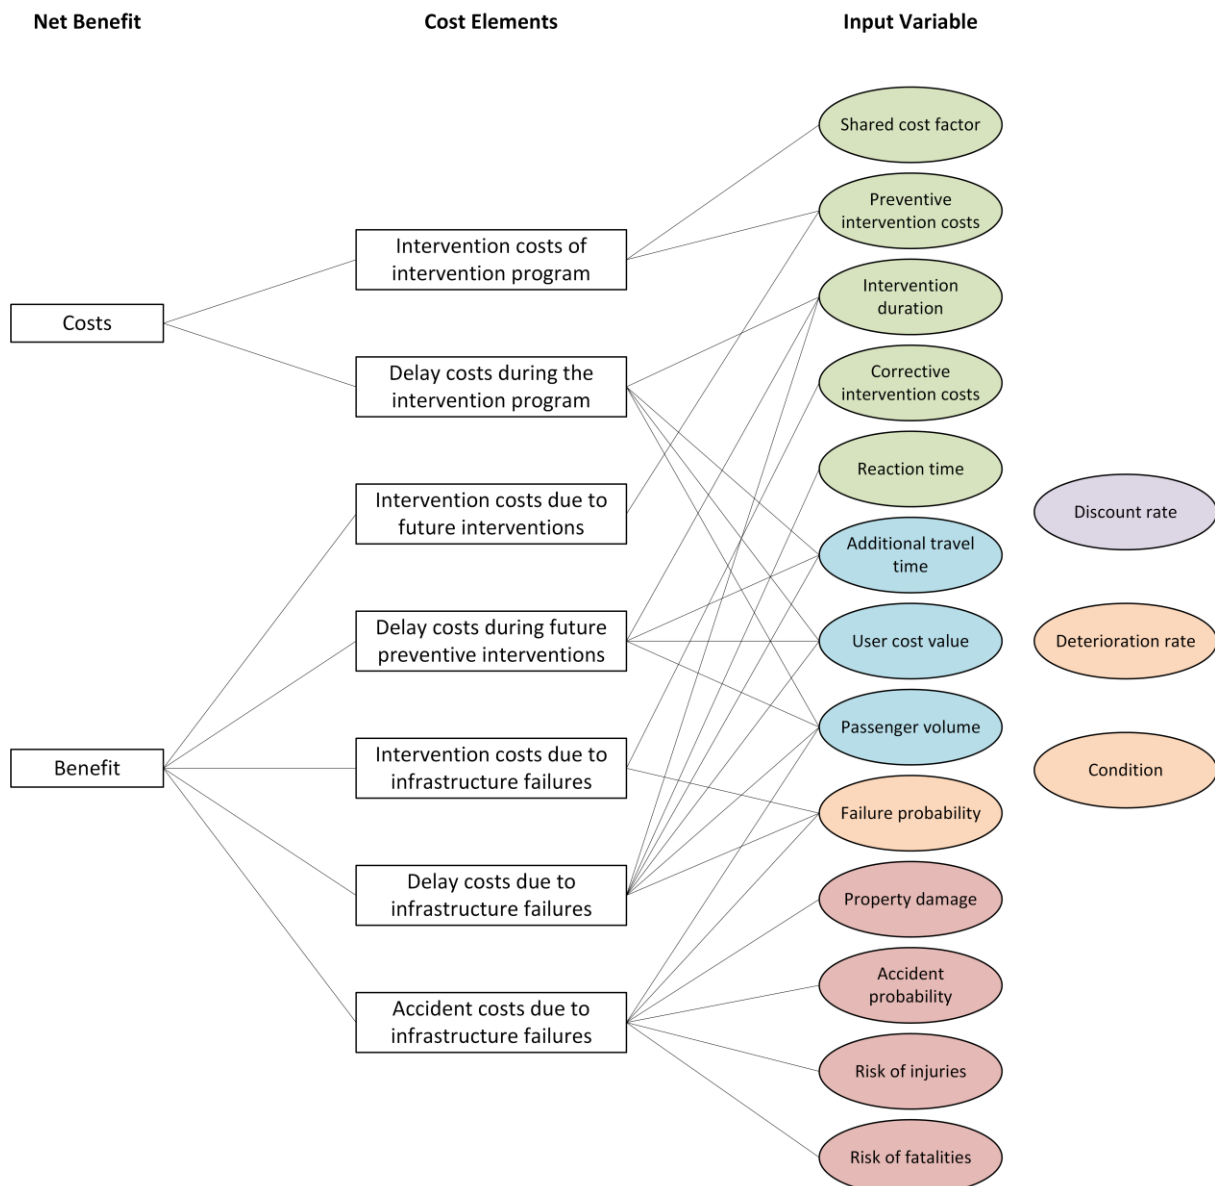 Net Benefit
Cost Elements
Input Variable
Shared cost factor
Preventive
intervention costs
Intervention costs of
intervention program
Intervention
duration
Costs
Delay costs during the
intervention program
Corrective
intervention costs
Reaction time
Intervention costs due to
future interventions
Discount rate
Additional travel
time
Delay costs during future
preventive interventions
User cost value
Deterioration rate
Passenger volume
Benefit
Intervention costs due to
infrastructure failures
Condition
Failure probability
Delay costs due to
infrastructure failures
Property damage
Accident
probability
Accident costs due to
infrastructure failures
Risk of injuries
Risk of fatalities